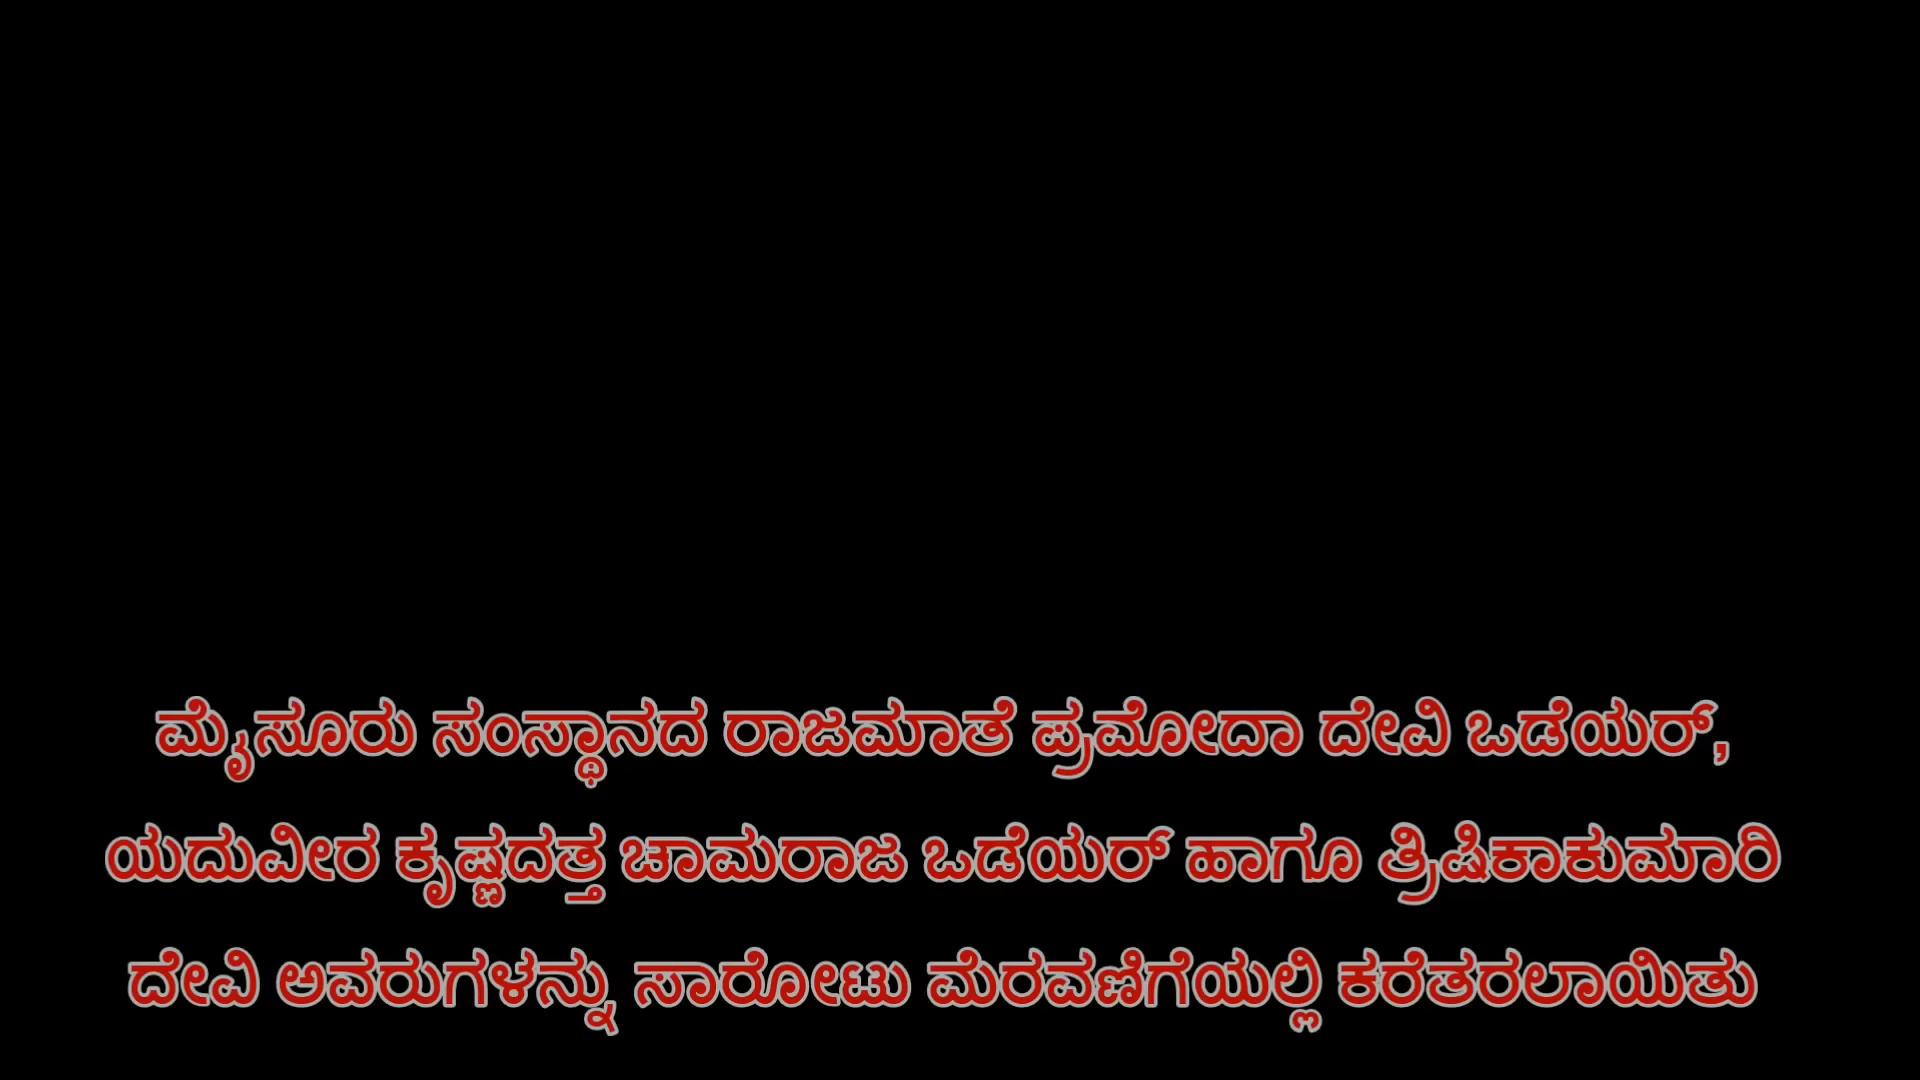 ಮೈಸೂರು ಸಂಸ್ಥಾನದ ರಾಜಮಾತೆ ಪ್ರಮೋದಾ ದೇವಿ ಒಡೆಯರ್,
ಯದುವೀರ ಕೃಷ್ಣದತ್ತ ಚಾಮರಾಜ ಒಡೆಯರ್ ಹಾಗೂ ತ್ರಿಷಿಕಾಕುಮಾರಿ
ದೇವಿ ಅವರುಗಳನ್ನು ಸಾರೋಟು ಮೆರವಣಿಗೆಯಲ್ಲಿ ಕರೆತರಲಾಯಿತು